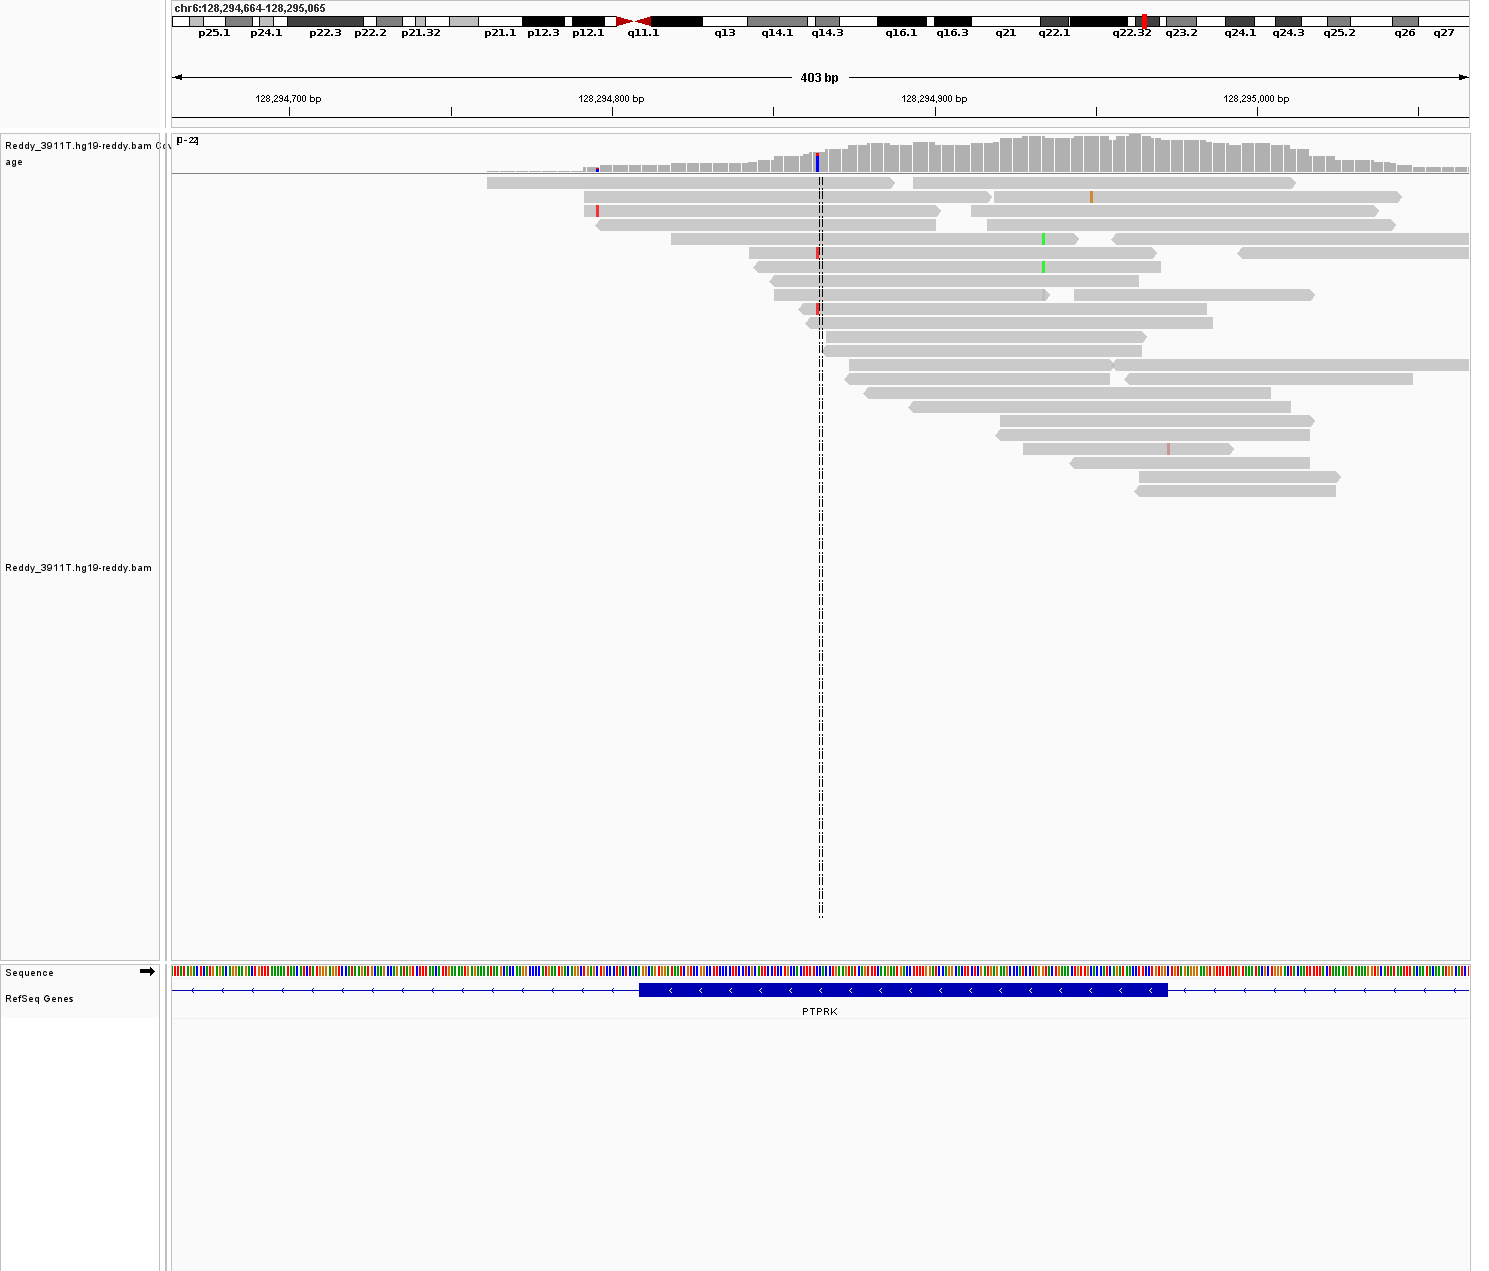 chr6:128,294,664-128,295,065
p25.1 p24.1 p22.3 p22.2 p21.32 p21.1 p12.3 p12.1 q11.1 q13 q14.1 q14.3 q16.1 q16.3 q21 q22.1 q22.32 q23.2 q24.1 q24.3 q25.2 q26 q27
403 bp
128,294,700 bp 128,294,800 bp 128,294,900 bp 128,295,000 bp
Reddy_3911T.hg19-reddy.bam Cov
age
[0-22]
Reddy_3911T.hg19-reddy.bam
Sequence
RefSeq Genes
PTPRK